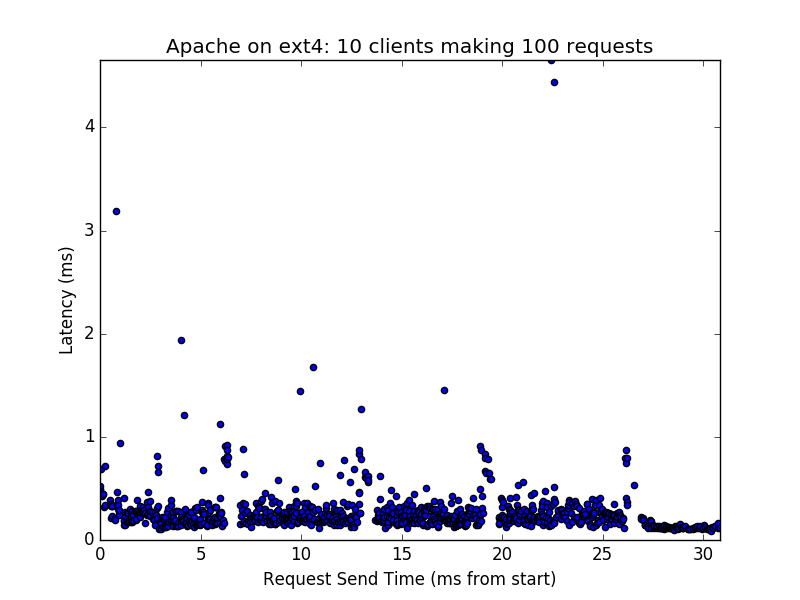 Apache on ext4: 10 clients making 100 requests
4
3
2
1
0
Latency (ms)
0 5 10 15 20 25 30
Request Send Time (ms from start)